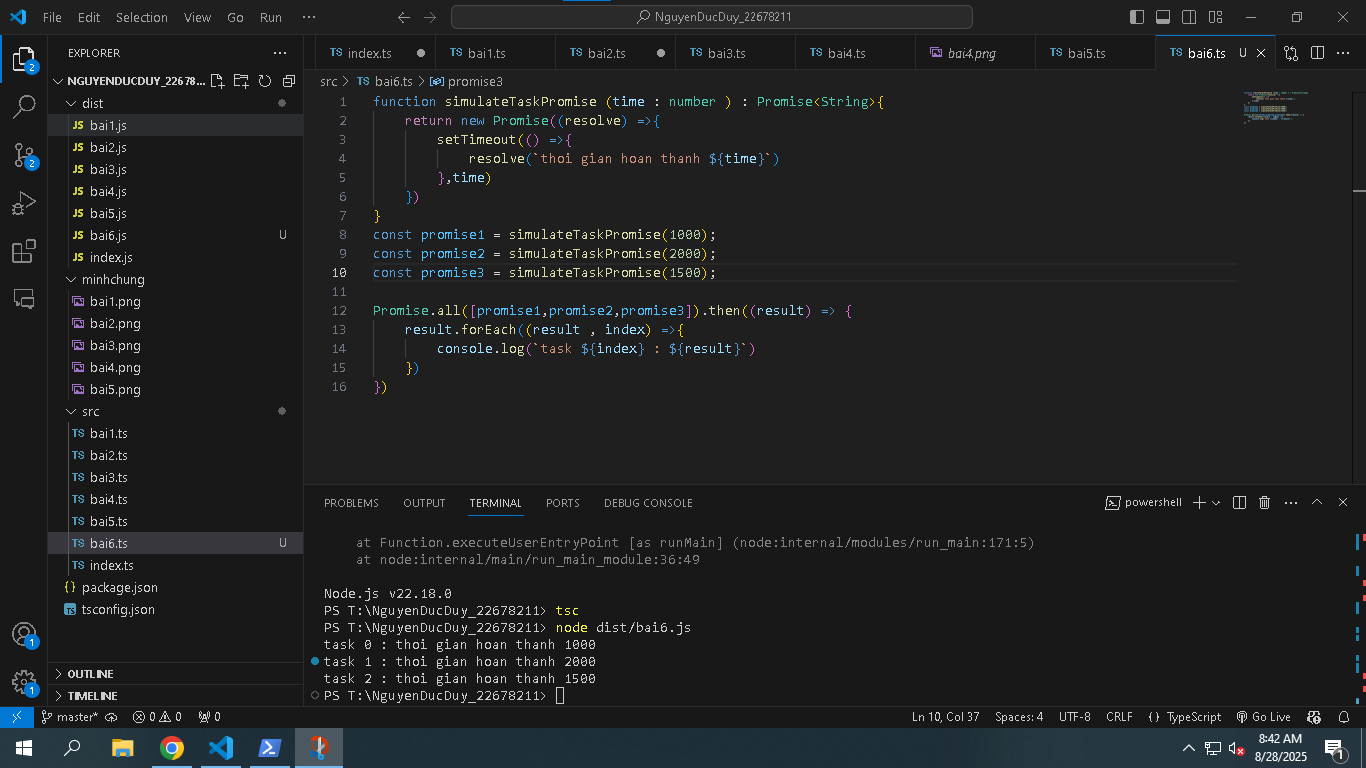 File Edit Selection View Go Run ··· NguyenDucDuy_22678211
EXPLORER ···
NGUYENDUCDUY_22678...
dist
JS bai1.js
JS bai2.js
JS bai3.js
JS bai4.js
JS bai5.js
JS bai6.js U
JS index.js
minhchung
bai1.png
bai2.png
bai3.png
bai4.png
bai5.png
src
TS bai1.ts
TS bai2.ts
TS bai3.ts
TS bai4.ts
TS bai5.ts
TS bai6.ts U
TS index.ts
{} package.json
TS tsconfig.json
OUTLINE
TIMELINE
2
2
1
1
TS index.ts TS bai1.ts TS bai2.ts TS bai3.ts TS bai4.ts bai4.png TS bai5.ts TS bai6.ts U
src > TS bai6.ts > promise3
1 function simulateTaskPromise (time : number ) : Promise<String>{
2 return new Promise((resolve) =>{
3 setTimeout(() =>{
4 resolve(`thoi gian hoan thanh ${time}`)
5 },time)
6 })
7 }
8 const promise1 = simulateTaskPromise(1000);
9 const promise2 = simulateTaskPromise(2000);
10 const promise3 = simulateTaskPromise(1500);
11
12 Promise.all([promise1,promise2,promise3]).then((result) => {
13 result.forEach((result , index) =>{
14 console.log(`task ${index} : ${result}`)
15 })
16 })
PROBLEMS OUTPUT TERMINAL PORTS DEBUG CONSOLE powershell
at Function.executeUserEntryPoint [as runMain] (node:internal/modules/run_main:171:5)
at node:internal/main/run_main_module:36:49
Node.js v22.18.0
PS T:\NguyenDucDuy_22678211> tsc
PS T:\NguyenDucDuy_22678211> node dist/bai6.js
task 0 : thoi gian hoan thanh 1000
task 1 : thoi gian hoan thanh 2000
task 2 : thoi gian hoan thanh 1500
PS T:\NguyenDucDuy_22678211>
master* 0 0 0 Ln 10, Col 37 Spaces: 4 UTF-8 CRLF {} TypeScript Go Live
8:42 AM
8/28/2025
1